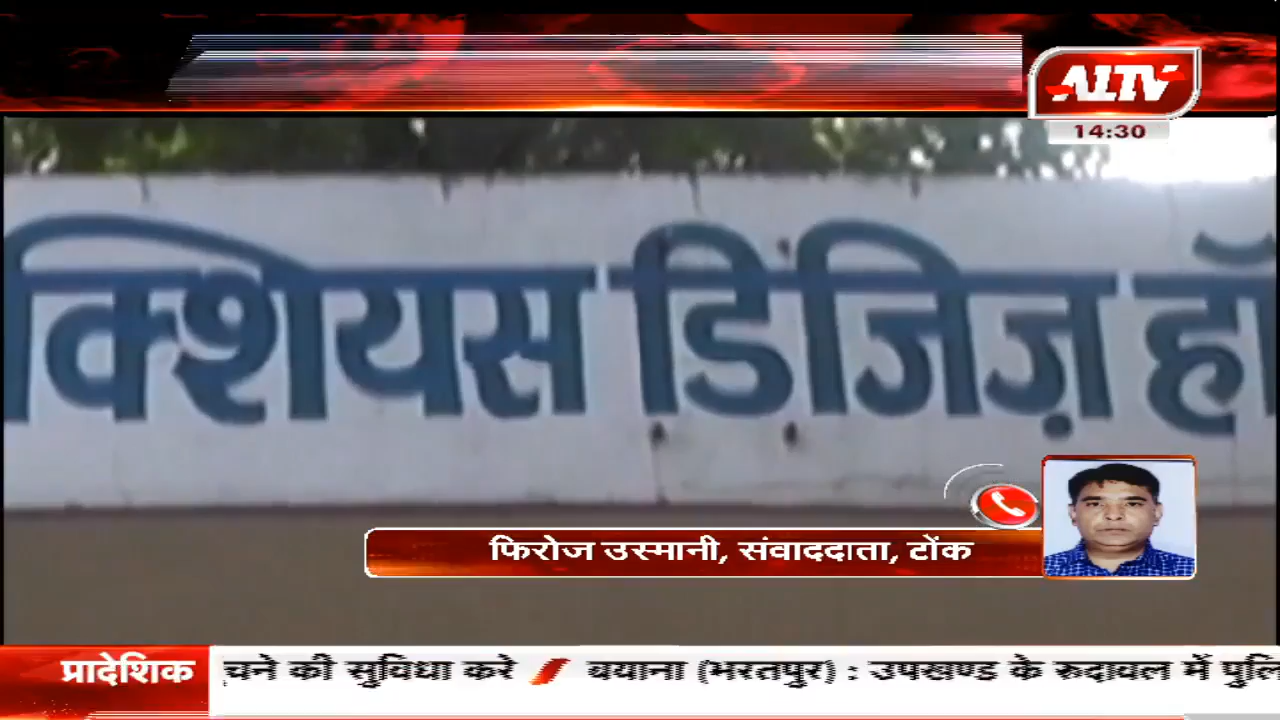 ALTV
14:30
क्शियस डिजिज़ हॉ
फिरोज उस्मानी, संवाददाता, टोंक
प्रादेशिक
चने की सुविधा करे / बयाना (भरतपुर) : उपखण्ड के रुदावल में पुलि